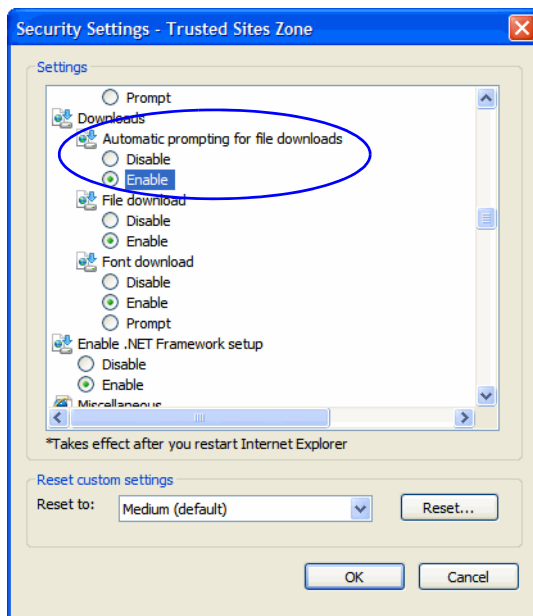 Security Settings - Trusted Sites Zone
Settings
Prompt
Downloads
Automatic prompting for file downloads
Disable
Enable
File download
Disable
Enable
Font download
Disable
Enable
Prompt
Enable .NET Framework setup
Disable
Enable
Miscellaneous
*Takes effect after you restart Internet Explorer
Reset custom settings
Reset to: Medium (default) Reset...
OK Cancel